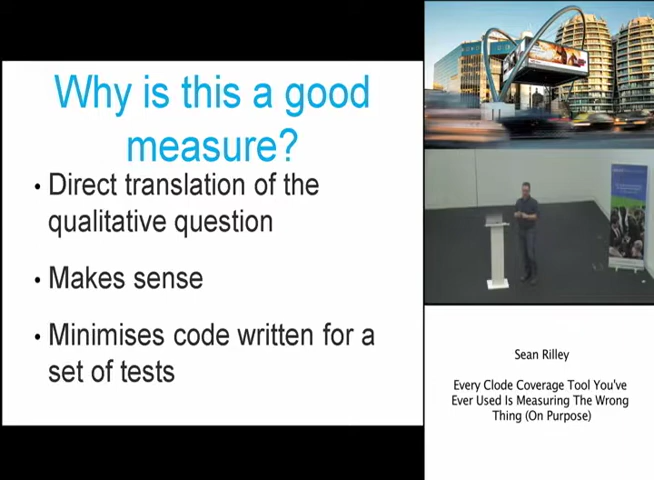 Why is this a good
measure?
• Direct translation of the
qualitative question
• Makes sense
• Minimises code written for a
set of tests
Sean Rilley
Every Clode Coverage Tool You've
Ever Used Is Measuring The Wrong
Thing (On Purpose)